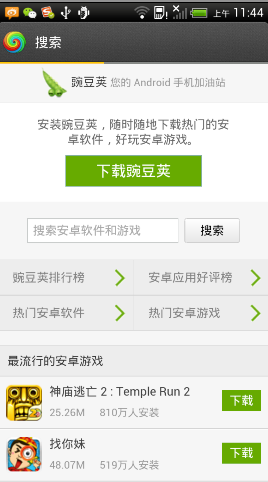 上午 11:44
搜索
豌豆荚 您的 Android 手机加油站
安装豌豆荚，随时随地下载热门的安
卓软件，好玩安卓游戏。
下载豌豆荚
搜索安卓软件和游戏 搜索
豌豆荚排行榜 安卓应用好评榜
热门安卓软件 热门安卓游戏
最流行的安卓游戏
神庙逃亡 2 : Temple Run 2
25.26M 810万人安装 下载
找你妹
48.07M 519万人安装 下载